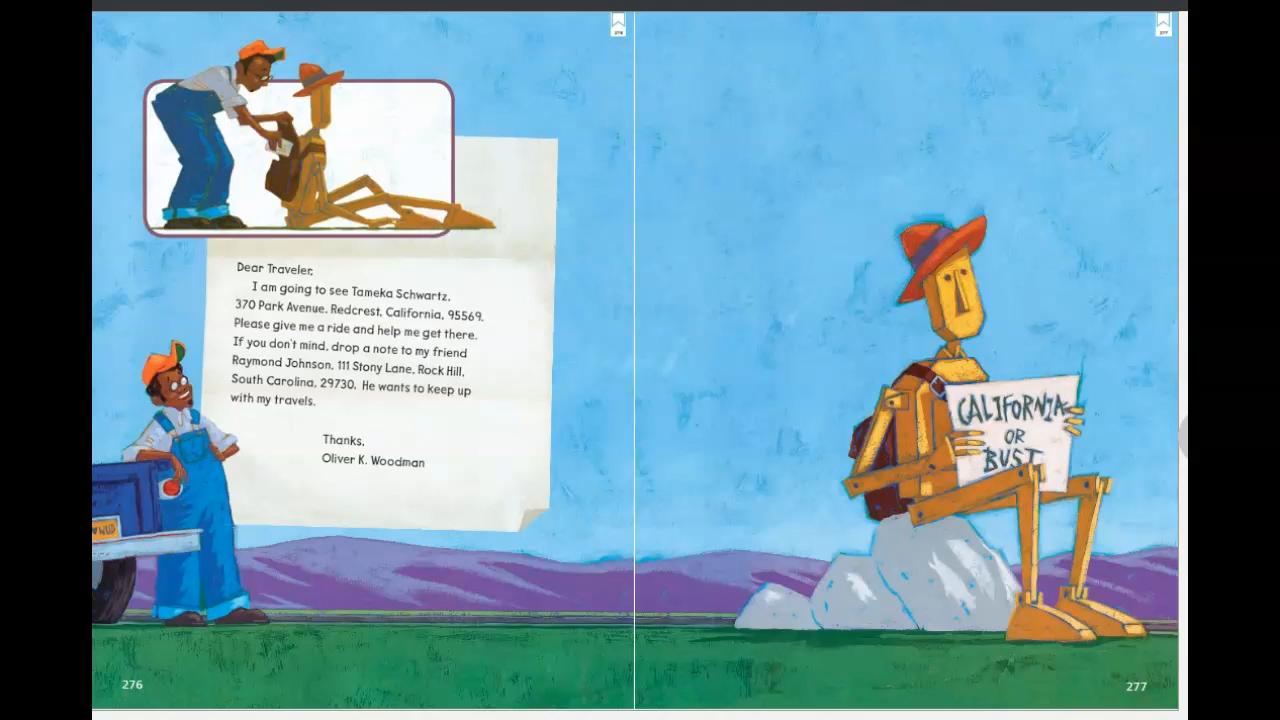 Dear Traveler,
I am going to see Tameka Schwartz,
370 Park Avenue, Redcrest, California, 95569.
Please give me a ride and help me get there.
If you don't mind, drop a note to my friend
Raymond Johnson, 111 Stony Lane, Rock Hill,
South Carolina, 29730. He wants to keep up
with my travels.
Thanks,
Oliver K. Woodman
276
CALIFORNIA
OR
BUST
277
276
277